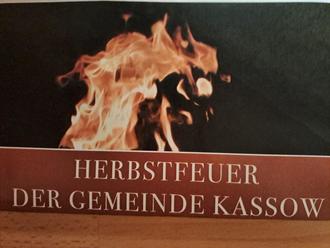 HERBSTFEUER
DER GEMEINDE KASSOW